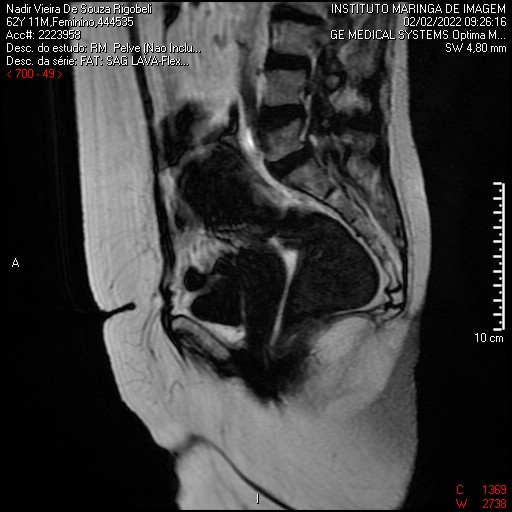 Nadir Vieira De Souza Rigobeli
62Y 11M,Feminino,444535
Acc#: 2223953
Desc. do estudo: RM Pelve (Nao Inclu...
Desc. da série: FAT: SAG LAVA-Flex...
< 700 - 49 >
INSTITUTO MARINGA DE IMAGEM
02/02/2022 09:26:16
GE MEDICAL SYSTEMS Optima M...
SW 4,80 mm
A
10 cm
I
C 1369
W 2738